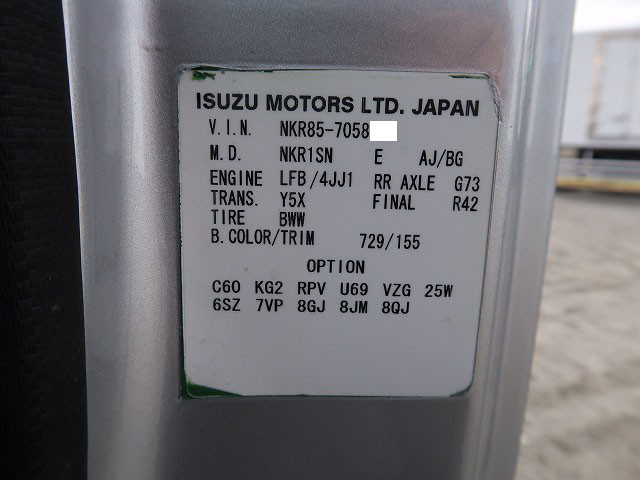 ISUZU MOTORS LTD. JAPAN
V.I.N. NKR85-7058
M.D. NKR1SN E AJ/BG
ENGINE LFB/4JJ1 RR AXLE G73
TRANS. Y5X FINAL R42
TIRE BWW
B.COLOR/TRIM 729/155
OPTION
C60 KG2 RPV U69 VZG 25W
6SZ 7VP 8GJ 8JM 8QJ